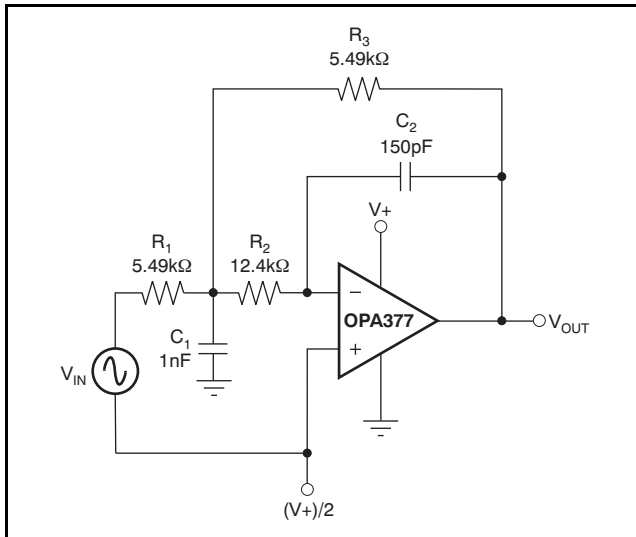 R3
5.49kΩ
C2
150pF
V+
R1
5.49kΩ
R2
12.4kΩ
−
OPA377
+
C1
1nF
VIN
VOUT
(V+)/2